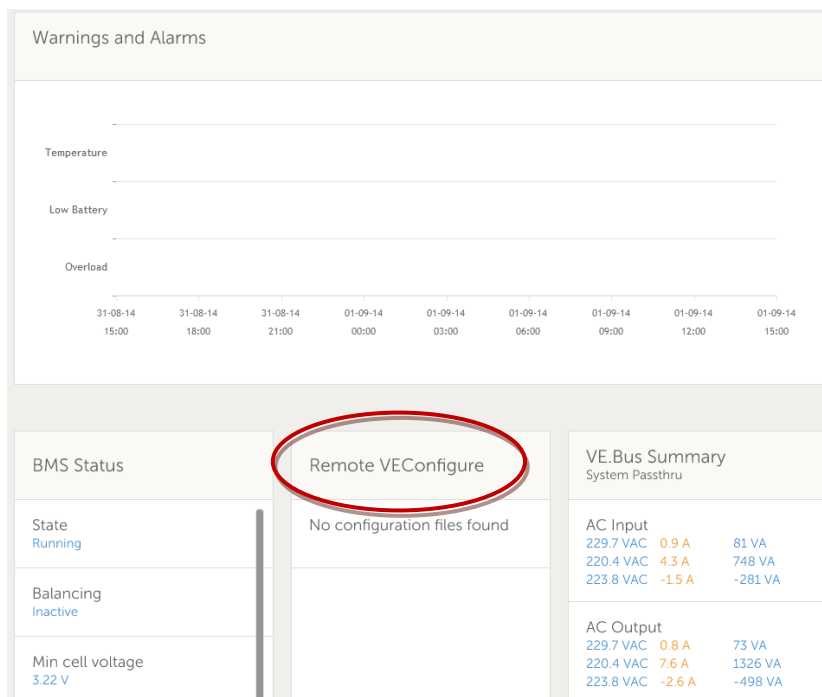 Warnings and Alarms
Temperature
Low Battery
Overload
31-08-14 31-08-14 31-08-14 01-09-14 01-09-14 01-09-14 01-09-14 01-09-14 01-09-14
15:00 18:00 21:00 00:00 03:00 06:00 09:00 12:00 15:00
BMS Status
State
Running
Balancing
Inactive
Min cell voltage
3.22 V
Remote VEConfigure
No configuration files found
VE.Bus Summary
System Passthru
AC Input
229.7 VAC 0.9 A 81 VA
220.4 VAC 4.3 A 748 VA
223.8 VAC -1.5 A -281 VA
AC Output
229.7 VAC 0.8 A 73 VA
220.4 VAC 7.6 A 1326 VA
223.8 VAC -2.6 A -498 VA